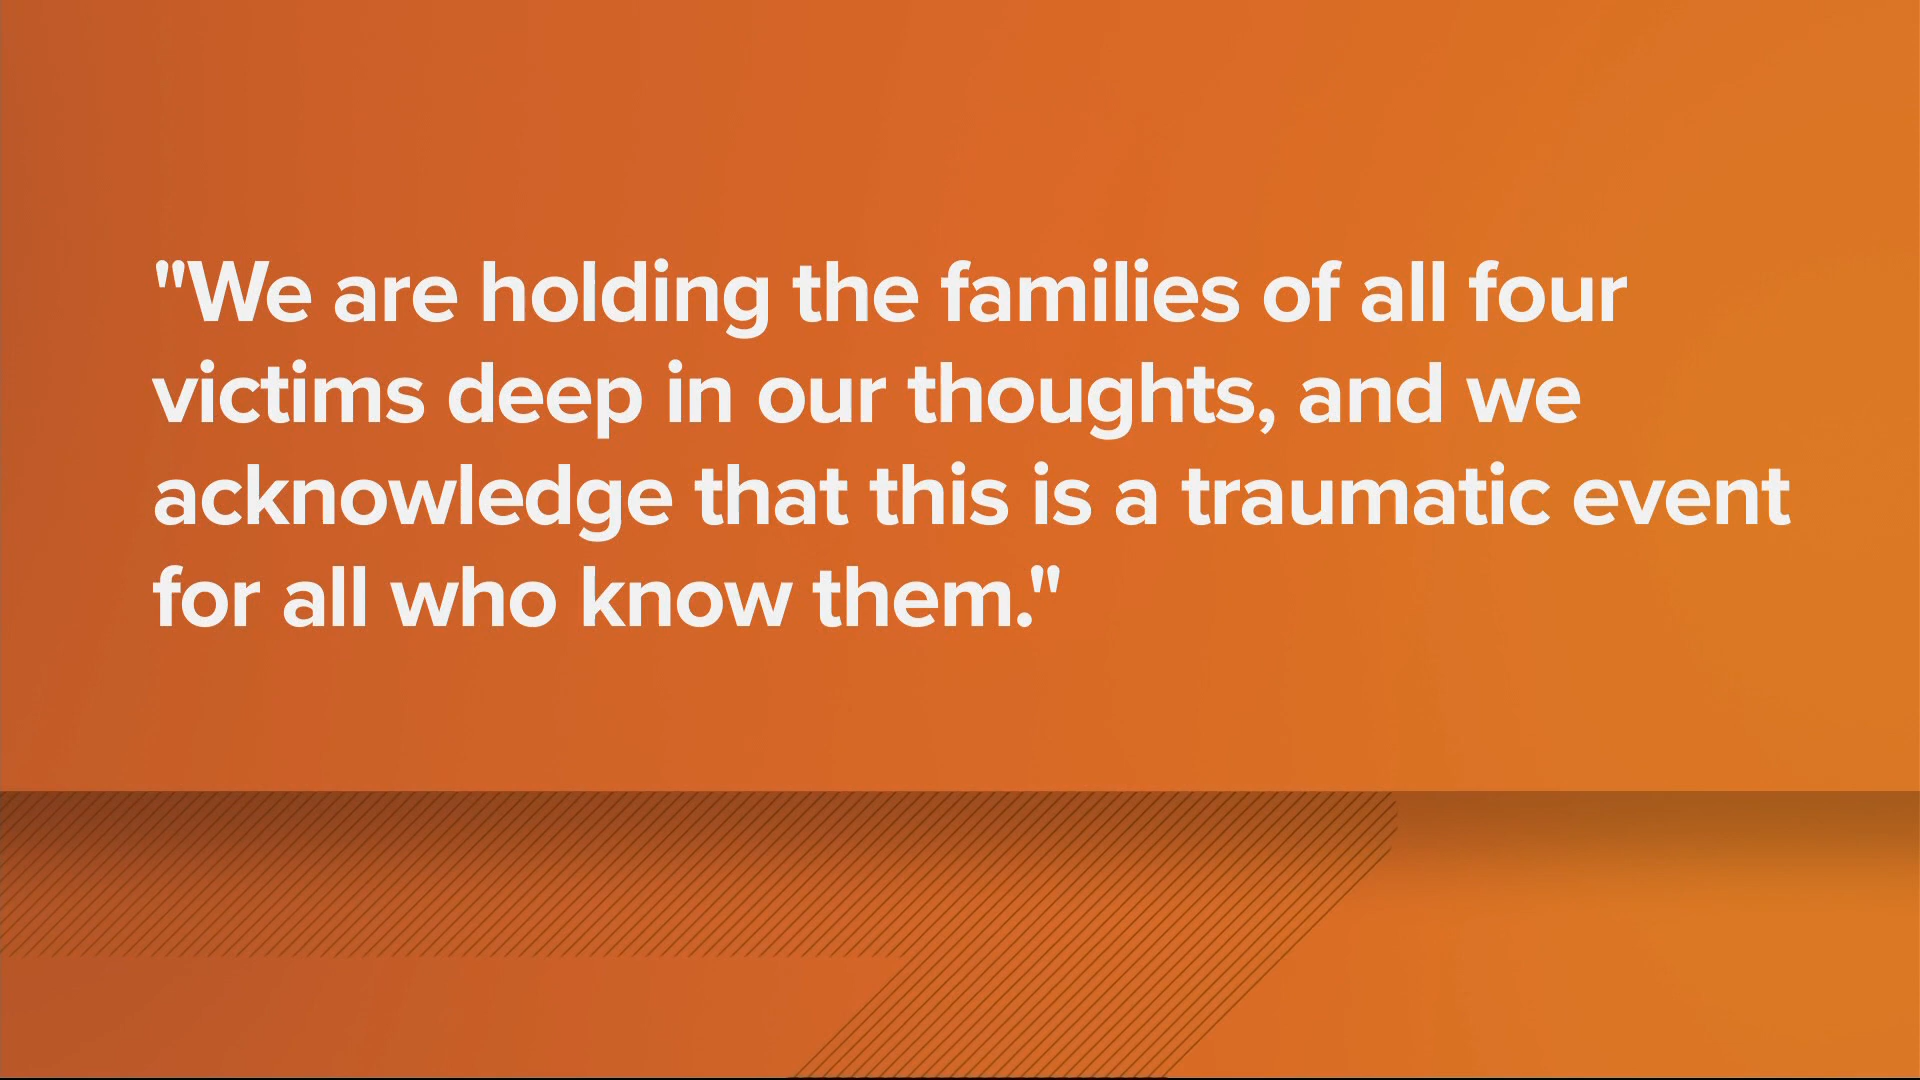 "We are holding the families of all four
victims deep in our thoughts, and we
acknowledge that this is a traumatic event
for all who know them."